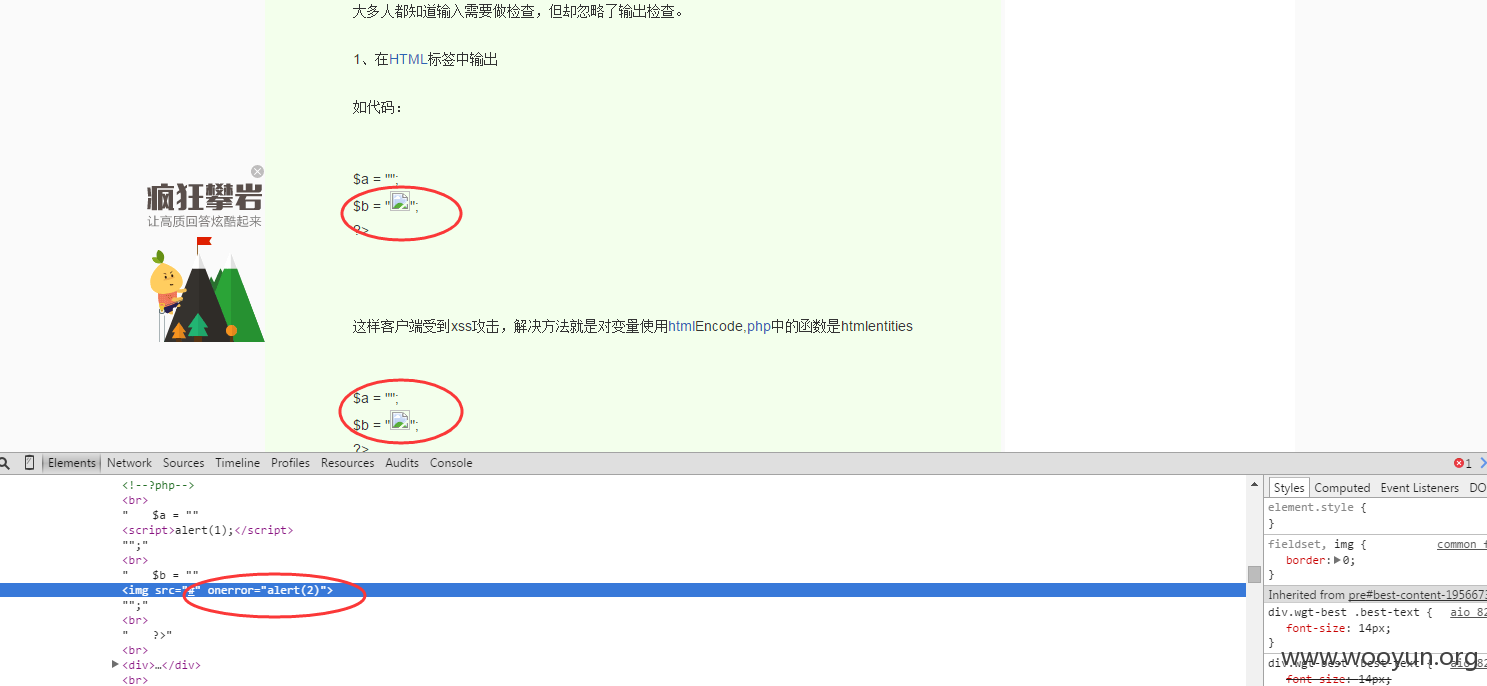 大多人都知道输入需要做检查，但却忽略了输出检查。
1、在HTML标签中输出
如代码：
$a = "";
$b = "";
?>
疯狂攀岩
让高质回答炫酷起来
这样客户端受到xss攻击，解决方法就是对变量使用htmlEncode,php中的函数是htmlentities
$a = "";
$b = "";
?>
Elements Network Sources Timeline Profiles Resources Audits Console
1
<!--?php-->
<br>
" $a = ""
<script>alert(1);</script>
"";"
<br>
" $b = ""
<img src="#" onerror="alert(2)">
"";"
<br>
" ?>"
<br>
<div>…</div>
<br>
Styles Computed Event Listeners DO
element.style {
}
fieldset, img { common
border: 0;
}
Inherited from pre#best-content-1956673
div.wgt-best .best-text { aio_82
font-size: 14px;
}
div.wgt-best .best-text { aio_82
font-size: 14px;
www.wooyun.org